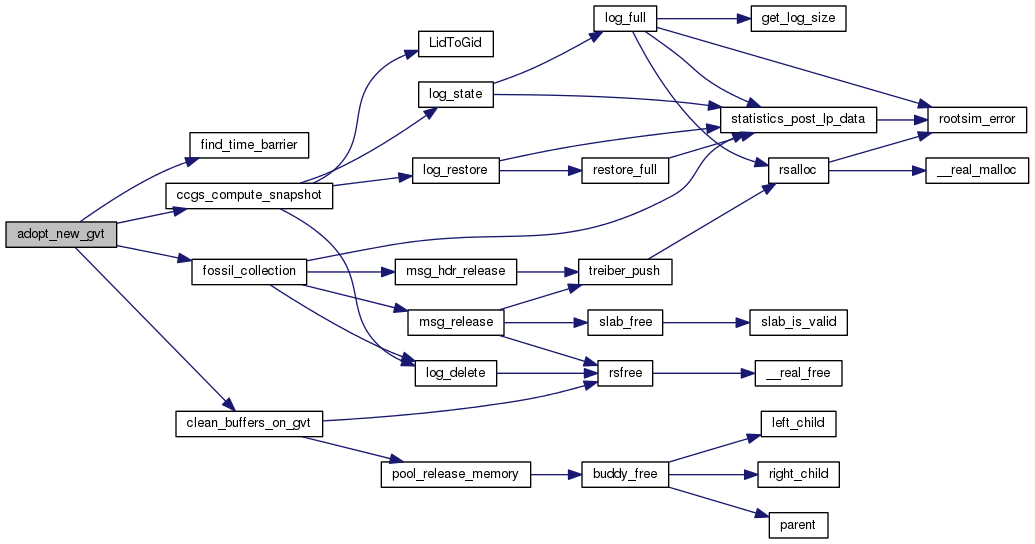 log_full
get_log_size
LidToGid
log_state
statistics_post_lp_data
rootsim_error
find_time_barrier
log_restore
restore_full
rsalloc
__real_malloc
ccgs_compute_snapshot
adopt_new_gvt
fossil_collection
msg_hdr_release
treiber_push
msg_release
slab_free
slab_is_valid
log_delete
rsfree
__real_free
clean_buffers_on_gvt
left_child
pool_release_memory
buddy_free
right_child
parent